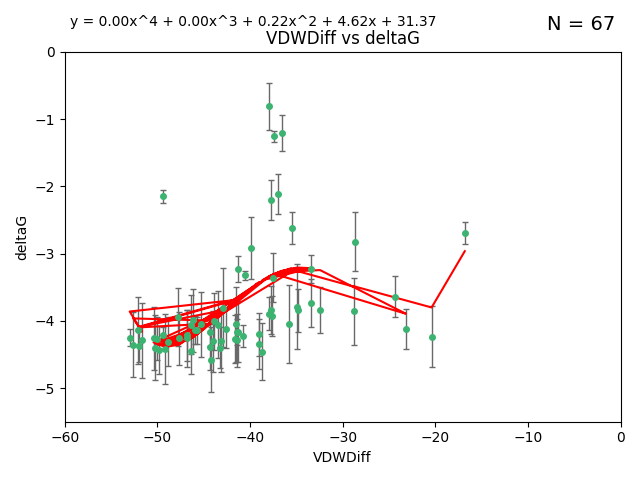 y = 0.00x^4 + 0.00x^3 + 0.22x^2 + 4.62x + 31.37
N = 67
VDWDiff vs deltaG
0
−1
−2
−3
−4
−5
deltaG
−60 −50 −40 −30 −20 −10 0
VDWDiff